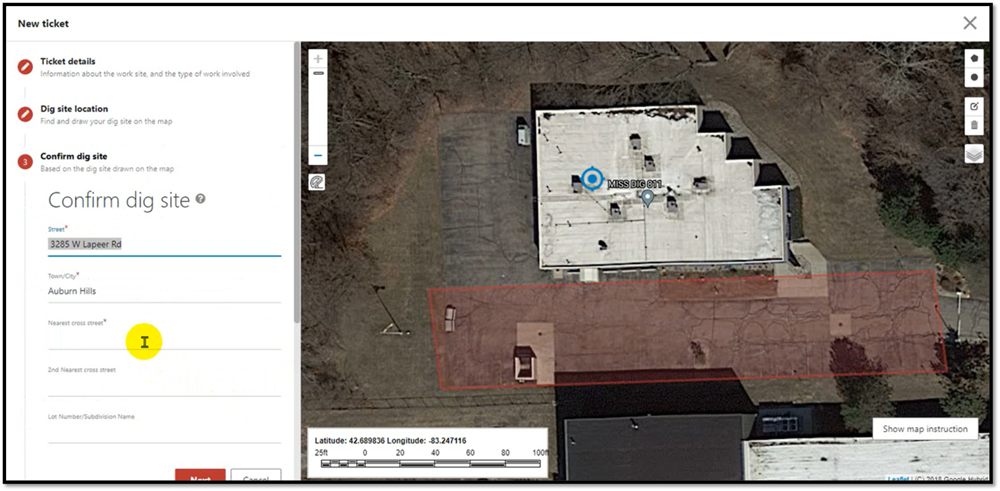 New ticket
Ticket details
Information about the work site, and the type of work involved
Dig site location
Find and draw your dig site on the map
3
Confirm dig site
Based on the dig site drawn on the map
Confirm dig site ?
Street*
3285 W Lapeer Rd
Town/City*
Auburn Hills
Nearest cross street*
2nd Nearest cross street
Lot Number/Subdivision Name
Next Cancel
MISS DIG 811
Show map instruction
Latitude: 42.689836 Longitude: -83.247116
25ft 0 20 40 60 80 100ft
Leaflet | (C) 2018 Google Hybrid